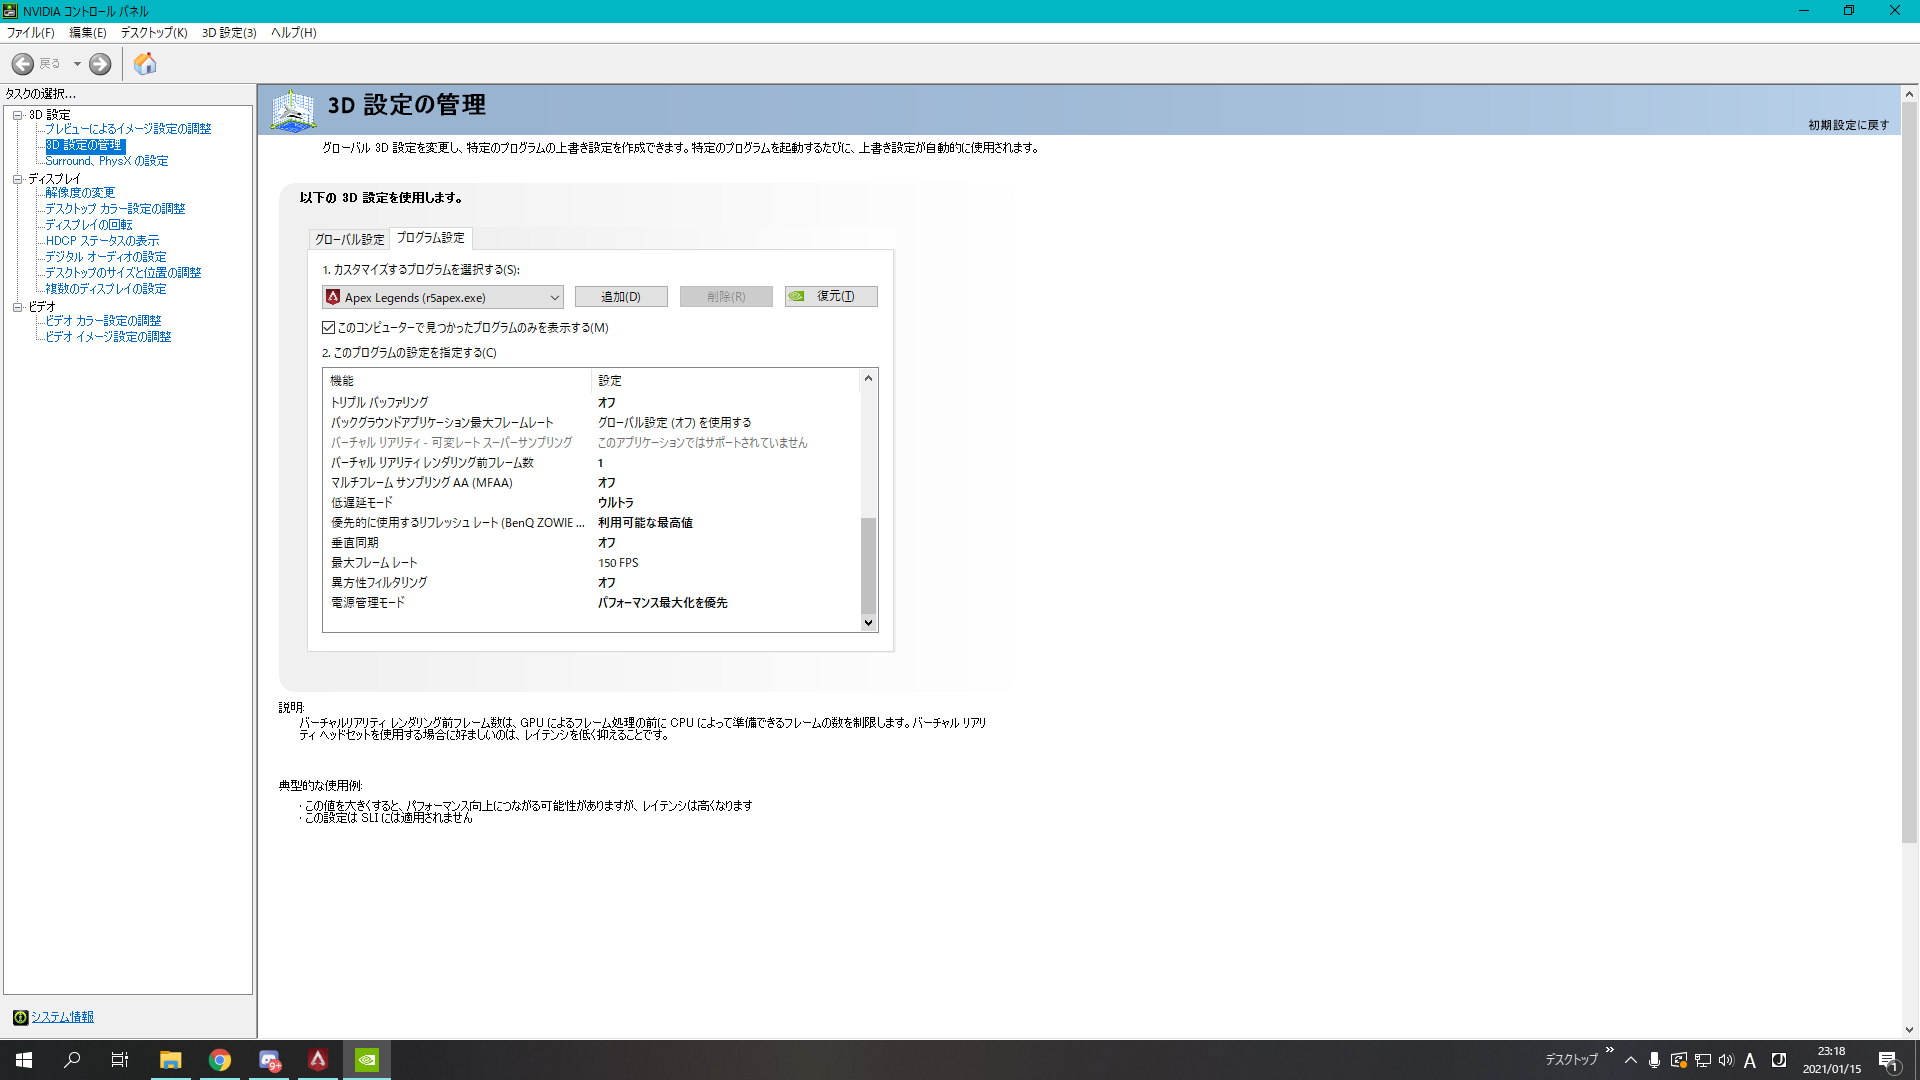 NVIDIA コントロール パネル
ファイル(F) 編集(E) デスクトップ(K) 3D 設定(3) ヘルプ(H)
戻る
タスクの選択...
3D 設定
プレビューによるイメージ設定の調整
3D 設定の管理
Surround、PhysX の設定
ディスプレイ
解像度の変更
デスクトップ カラー設定の調整
ディスプレイの回転
HDCP ステータスの表示
デジタル オーディオの設定
デスクトップのサイズと位置の調整
複数のディスプレイの設定
ビデオ
ビデオ カラー設定の調整
ビデオ イメージ設定の調整
システム情報
3D 設定の管理
初期設定に戻す
グローバル 3D 設定を変更し、特定のプログラムの上書き設定を作成できます。特定のプログラムを起動するたびに、上書き設定が自動的に使用されます。
以下の 3D 設定を使用します。
グローバル設定 プログラム設定
1. カスタマイズするプログラムを選択する(S):
Apex Legends (r5apex.exe) 追加(D) 削除(R) 復元(T)
このコンピューターで見つかったプログラムのみを表示する(M)
2. このプログラムの設定を指定する(C)
機能 設定
トリプル バッファリング オフ
バックグラウンドアプリケーション最大フレームレート グローバル設定 (オフ) を使用する
バーチャル リアリティ - 可変レート スーパーサンプリング このアプリケーションではサポートされていません
バーチャル リアリティ レンダリング前フレーム数 1
マルチフレーム サンプリング AA (MFAA) オフ
低遅延モード ウルトラ
優先的に使用するリフレッシュ レート (BenQ ZOWIE ... 利用可能な最高値
垂直同期 オフ
最大フレーム レート 150 FPS
異方性フィルタリング オフ
電源管理モード パフォーマンス最大化を優先
説明:
バーチャルリアリティ レンダリング前フレーム数は、GPU によるフレーム処理の前に CPU によって準備できるフレームの数を制限します。バーチャル リアリ
ティ ヘッドセットを使用する場合に好ましいのは、レイテンシを低く抑えることです。
典型的な使用例:
· この値を大きくすると、パフォーマンス向上につながる可能性がありますが、レイテンシは高くなります
· この設定は SLI には適用されません
9+
デスクトップ
A
J
23:18
2021/01/15
1